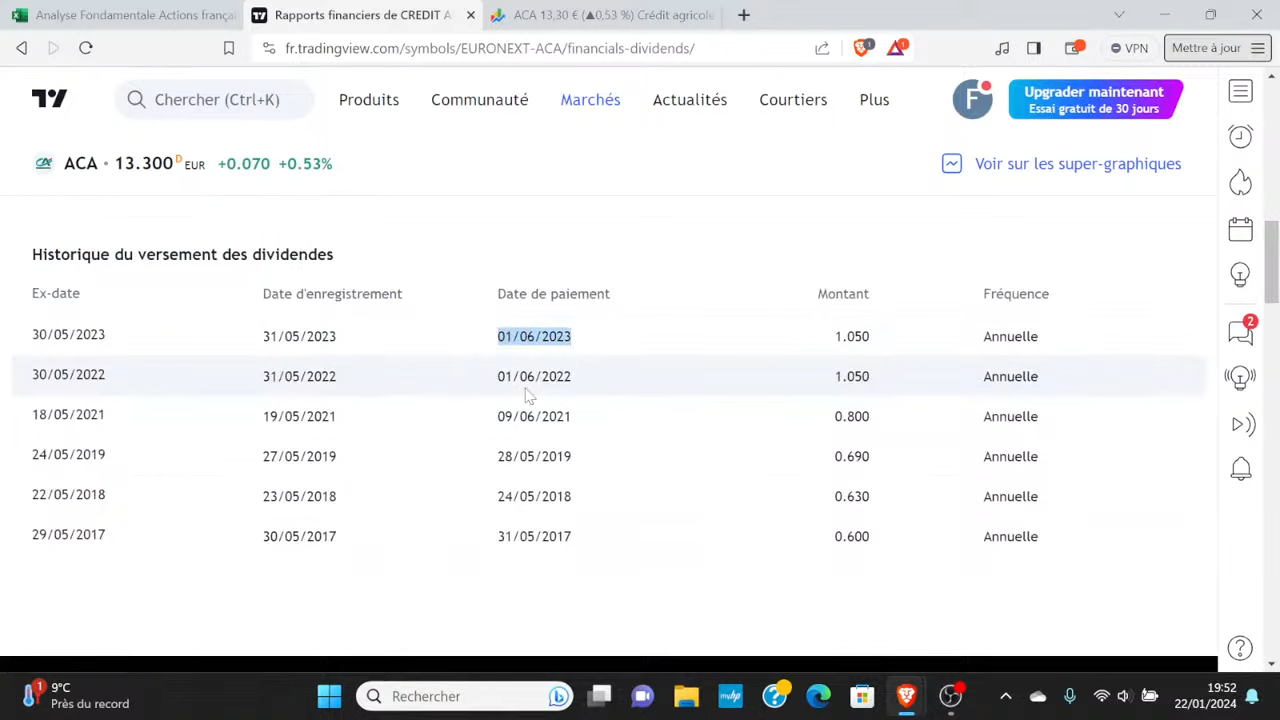 Analyse Fondamentale Actions françai
Rapports financiers de CREDIT A
ACA 13,30 € (▲0,53 %) Crédit agricole
fr.tradingview.com/symbols/EURONEXT-ACA/financials-dividends/
1
1
VPN
Mettre à jour
Chercher (Ctrl+K)
Produits
Communauté
Marchés
Actualités
Courtiers
Plus
F
Upgrader maintenant
Essai gratuit de 30 jours
ACA • 13.300 D EUR +0.070 +0.53%
Voir sur les super-graphiques
Historique du versement des dividendes
Ex-date Date d'enregistrement Date de paiement Montant Fréquence
30/05/2023 31/05/2023 01/06/2023 1.050 Annuelle
30/05/2022 31/05/2022 01/06/2022 1.050 Annuelle
18/05/2021 19/05/2021 09/06/2021 0.800 Annuelle
24/05/2019 27/05/2019 28/05/2019 0.690 Annuelle
22/05/2018 23/05/2018 24/05/2018 0.630 Annuelle
29/05/2017 30/05/2017 31/05/2017 0.600 Annuelle
2
1
9°C
Près du record
Rechercher
19:52
22/01/2024